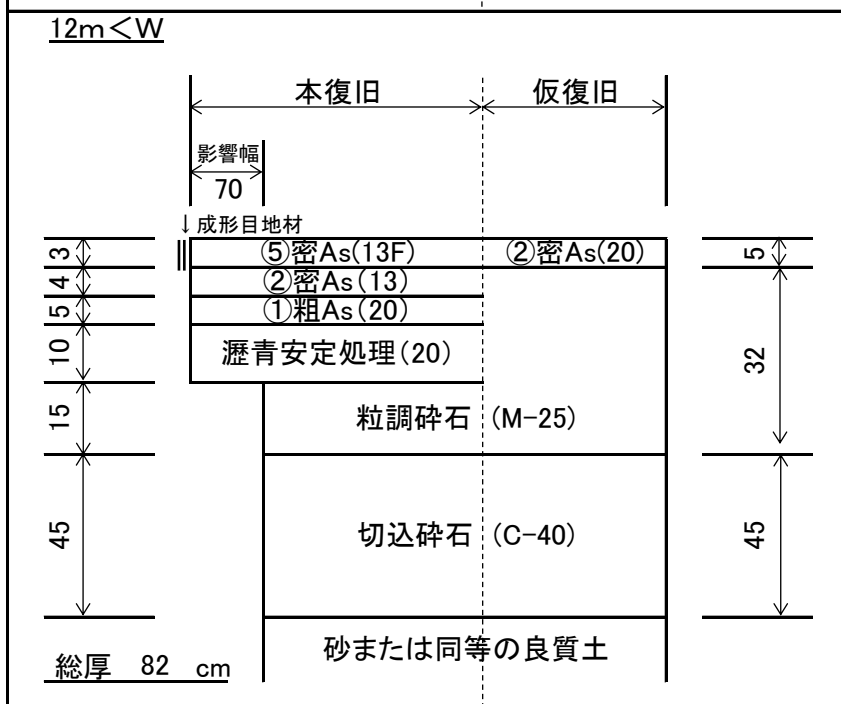 12m<W
本復旧
仮復旧
影響幅
70
↓成形目地材
3
⑤密As(13F)
②密As(20)
5
4
②密As(13)
5
①粗As(20)
10
瀝青安定処理(20)
32
15
粒調砕石 (M-25)
45
切込砕石 (C-40)
45
砂または同等の良質土
総厚 82 cm